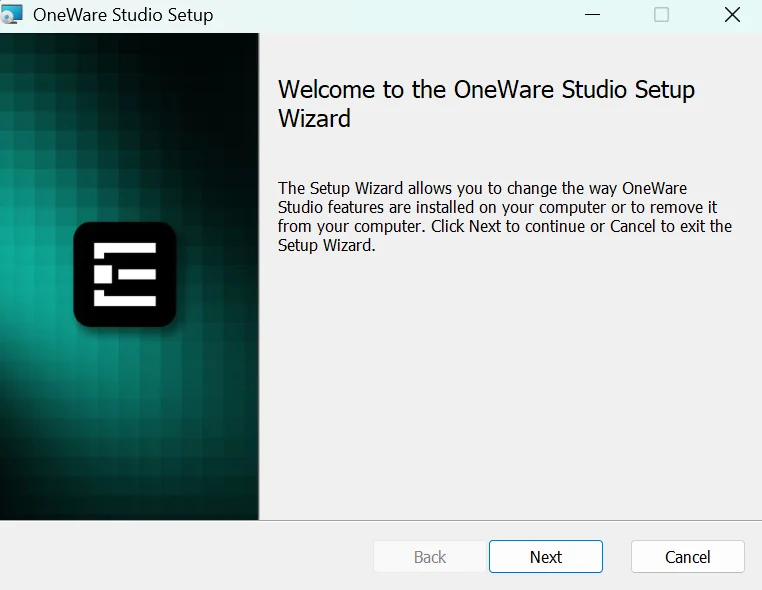 OneWare Studio Setup
Welcome to the OneWare Studio Setup
Wizard
The Setup Wizard allows you to change the way OneWare
Studio features are installed on your computer or to remove it
from your computer. Click Next to continue or Cancel to exit the
Setup Wizard.
Back
Next
Cancel